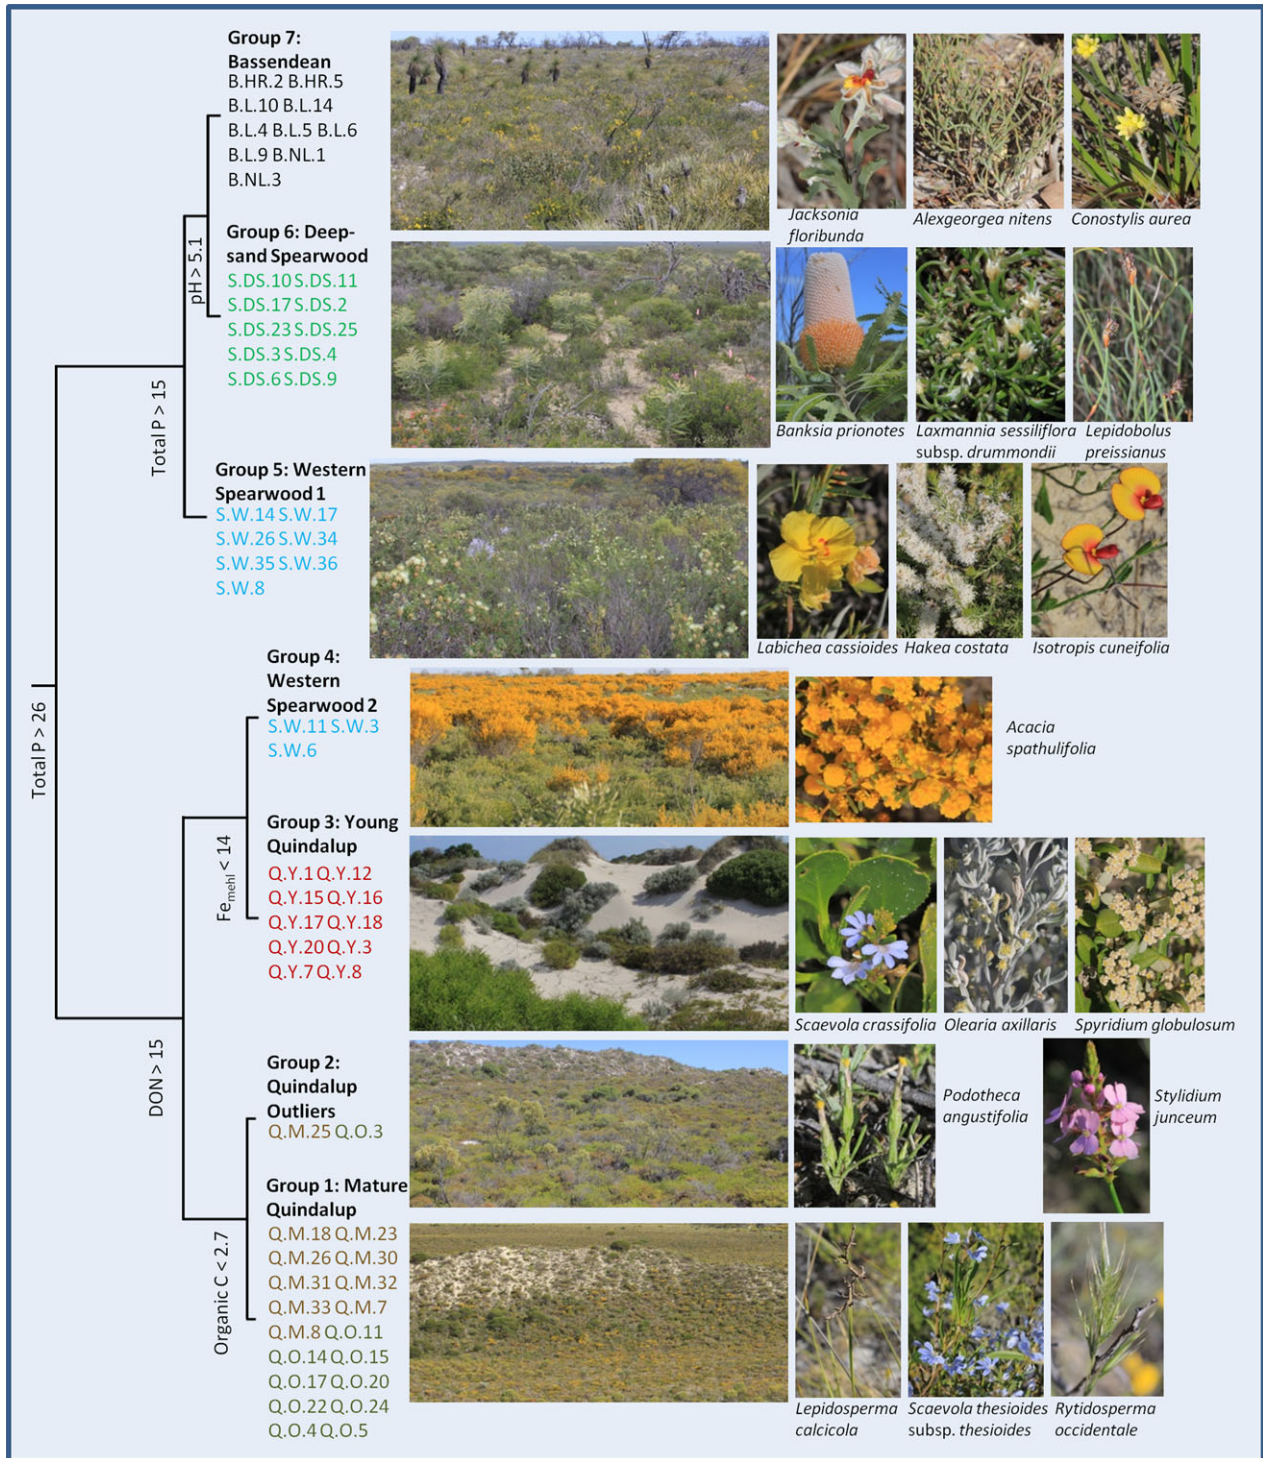 Group 7:
Bassendean
B.HR.2 B.HR.5
B.L.10 B.L.14
B.L.4 B.L.5 B.L.6
B.L.9 B.NL.1
B.NL.3
Jacksonia
floribunda
Alexgeorgea nitens
Conostylis aurea
pH > 5.1
Group 6: Deep-
sand Spearwood
S.DS.10 S.DS.11
S.DS.17 S.DS.2
S.DS.23 S.DS.25
S.DS.3 S.DS.4
S.DS.6 S.DS.9
Banksia prionotes
Laxmannia sessiliflora
subsp. drummondii
Lepidobolus
preissianus
Total P > 15
Group 5: Western
Spearwood 1
S.W.14 S.W.17
S.W.26 S.W.34
S.W.35 S.W.36
S.W.8
Labichea cassioides
Hakea costata
Isotropis cuneifolia
Total P > 26
Group 4:
Western
Spearwood 2
S.W.11 S.W.3
S.W.6
Acacia
spathulifolia
Femehl < 14
Group 3: Young
Quindalup
Q.Y.1 Q.Y.12
Q.Y.15 Q.Y.16
Q.Y.17 Q.Y.18
Q.Y.20 Q.Y.3
Q.Y.7 Q.Y.8
Scaevola crassifolia
Olearia axillaris
Spyridium globulosum
DON > 15
Group 2:
Quindalup
Outliers
Q.M.25 Q.O.3
Podotheca
angustifolia
Stylidium
junceum
Organic C < 2.7
Group 1: Mature
Quindalup
Q.M.18 Q.M.23
Q.M.26 Q.M.30
Q.M.31 Q.M.32
Q.M.33 Q.M.7
Q.M.8 Q.O.11
Q.O.14 Q.O.15
Q.O.17 Q.O.20
Q.O.22 Q.O.24
Q.O.4 Q.O.5
Lepidosperma
calcicola
Scaevola thesioides
subsp. thesioides
Rytidosperma
occidentale